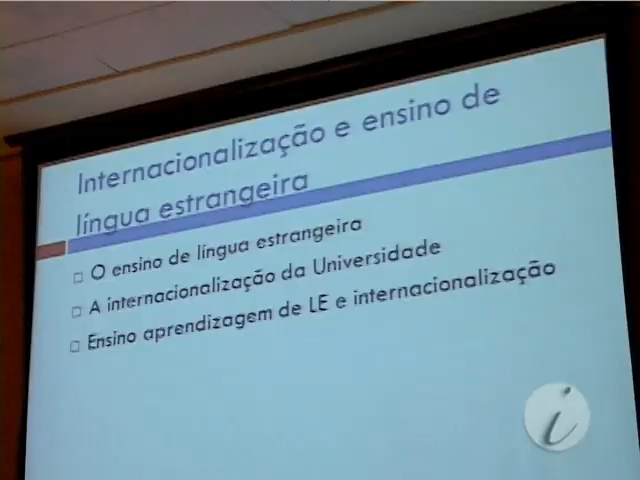 Internacionalização e ensino de
língua estrangeira
O ensino de língua estrangeira
A internacionalização da Universidade
Ensino aprendizagem de LE e internacionalização
i